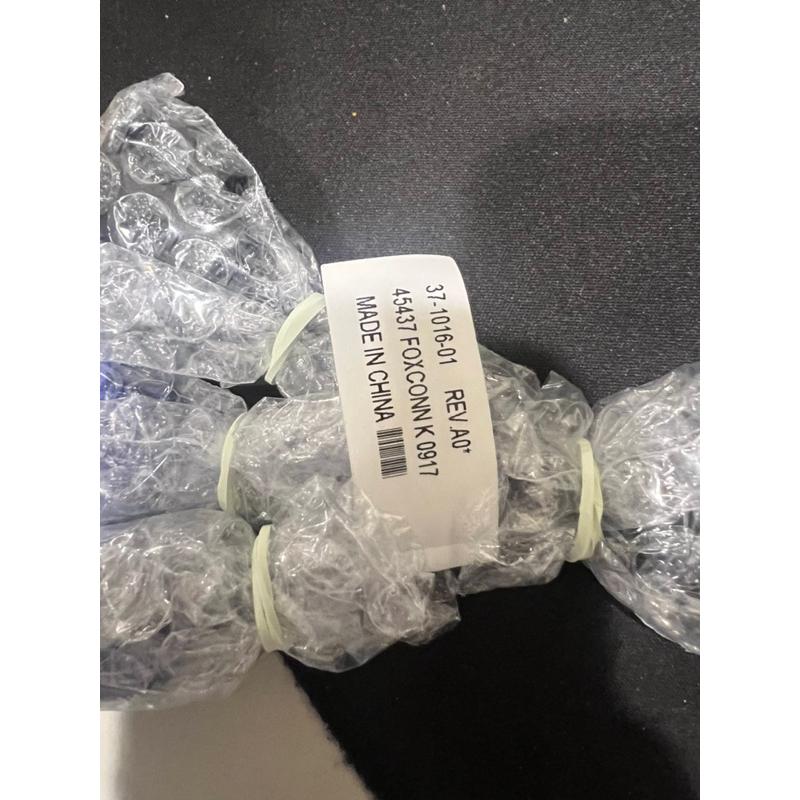 37-1016-01 REV.A0*
45437 FOXCONN K 0917
MADE IN CHINA